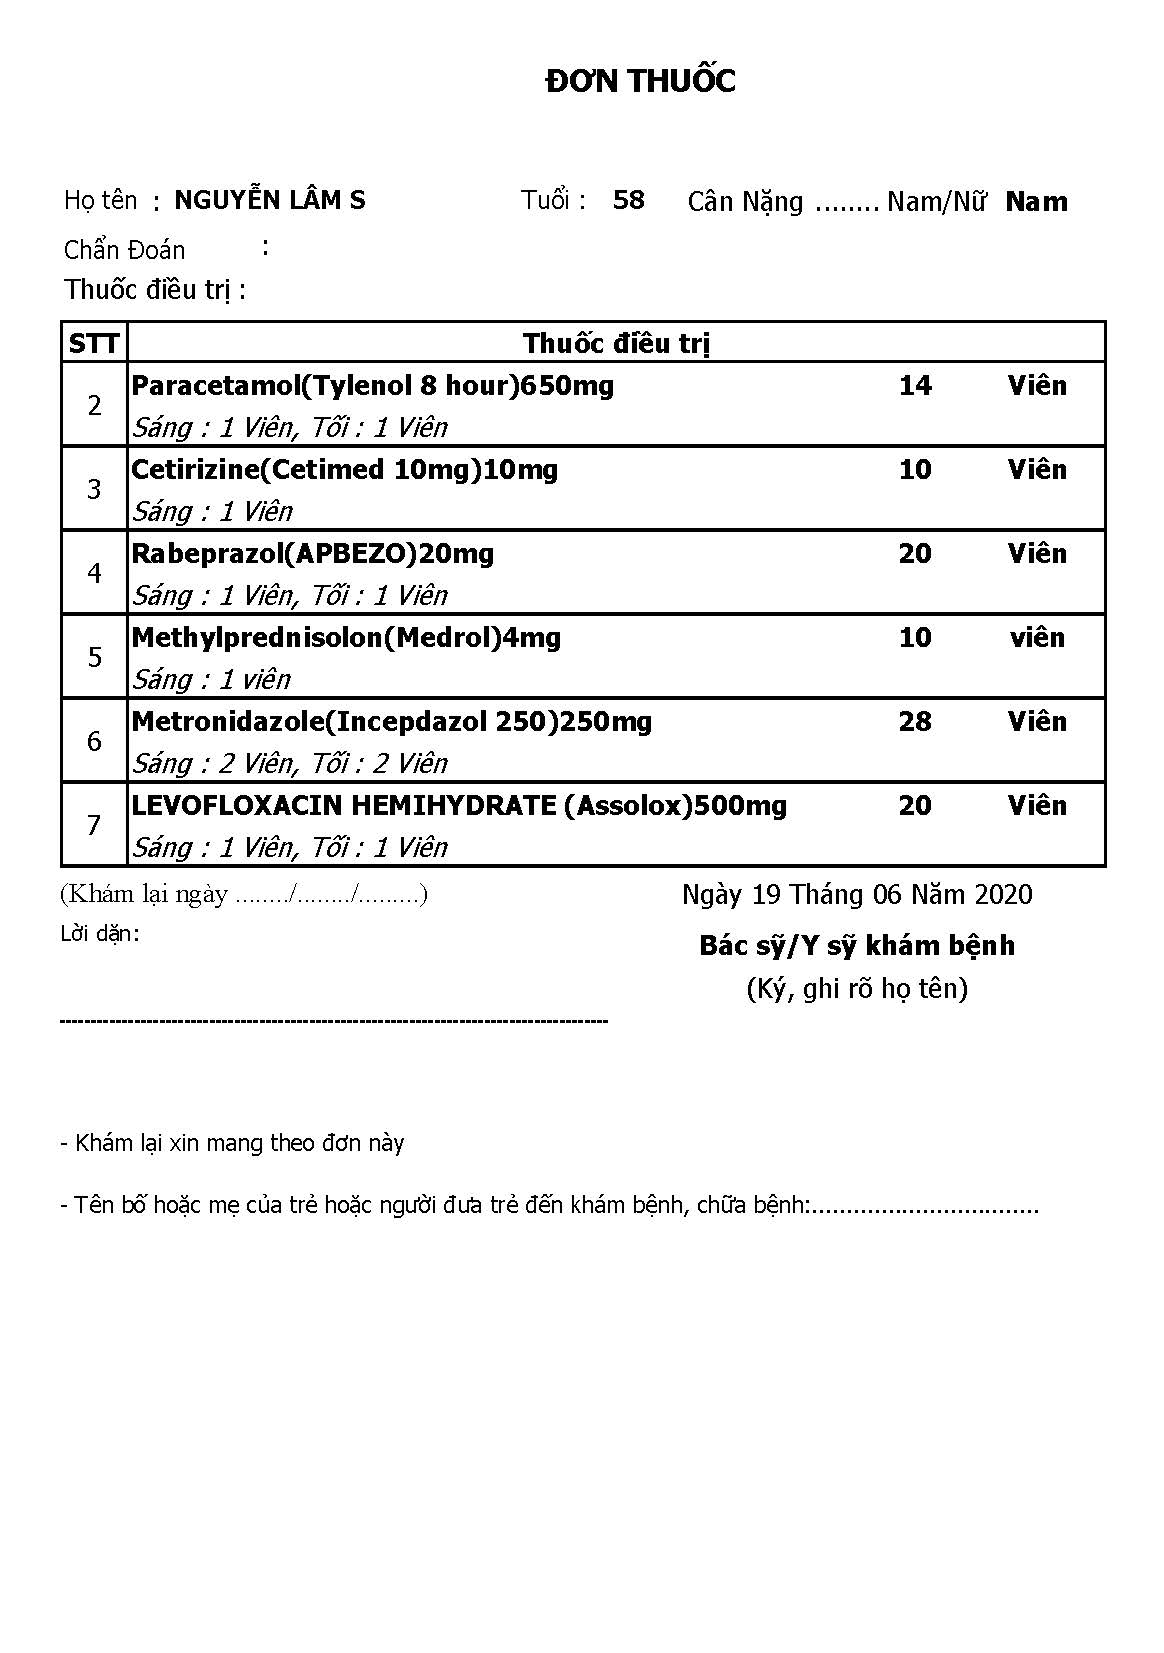 ĐƠN THUỐC
Họ tên : NGUYỄN LÂM S Tuổi : 58 Cân Nặng ........ Nam/Nữ Nam
Chẩn Đoán :
Thuốc điều trị :
STT Thuốc điều trị
2 Paracetamol(Tylenol 8 hour)650mg 14 Viên
Sáng : 1 Viên, Tối : 1 Viên
3 Cetirizine(Cetimed 10mg)10mg 10 Viên
Sáng : 1 Viên
4 Rabeprazol(APBEZO)20mg 20 Viên
Sáng : 1 Viên, Tối : 1 Viên
5 Methylprednisolon(Medrol)4mg 10 viên
Sáng : 1 viên
6 Metronidazole(Incepdazol 250)250mg 28 Viên
Sáng : 2 Viên, Tối : 2 Viên
7 LEVOFLOXACIN HEMIHYDRATE (Assolox)500mg 20 Viên
Sáng : 1 Viên, Tối : 1 Viên
(Khám lại ngày ......../......../.........) Ngày 19 Tháng 06 Năm 2020
Lời dặn:
Bác sỹ/Y sỹ khám bệnh
(Ký, ghi rõ họ tên)
- Khám lại xin mang theo đơn này
- Tên bố hoặc mẹ của trẻ hoặc người đưa trẻ đến khám bệnh, chữa bệnh:.................................